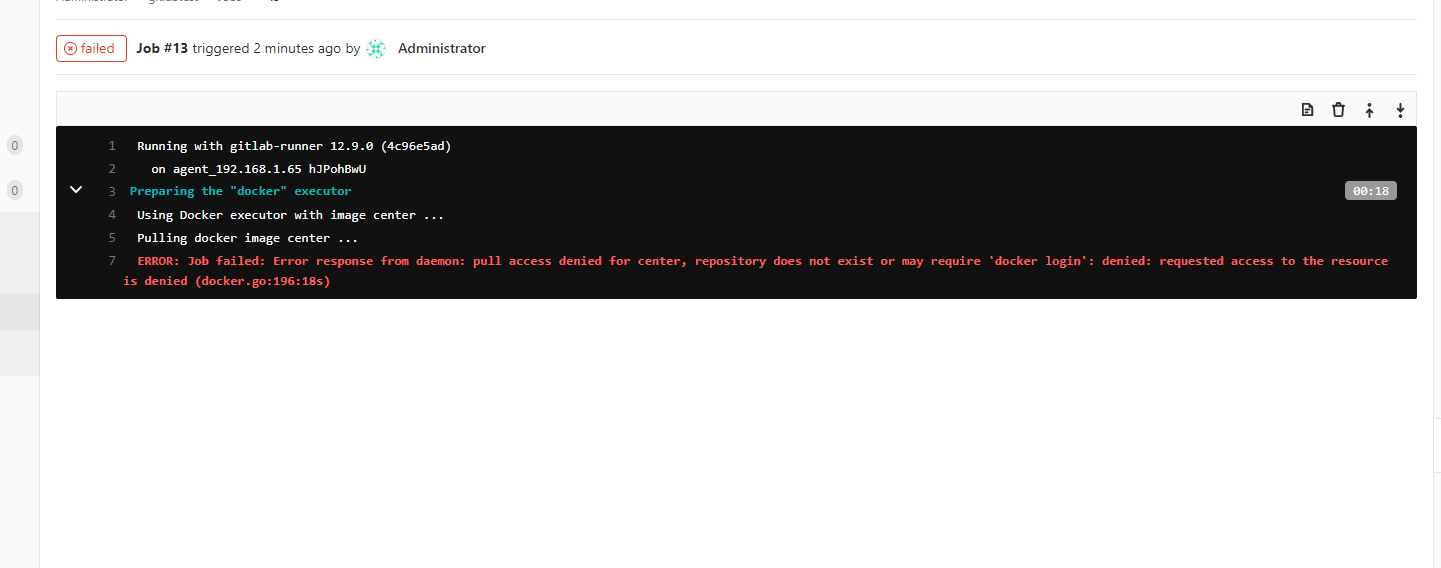 failed Job #13 triggered 2 minutes ago by Administrator
0
0
1 Running with gitlab-runner 12.9.0 (4c96e5ad)
2 on agent_192.168.1.65 hJPohBwU
3 Preparing the "docker" executor 00:18
4 Using Docker executor with image center ...
5 Pulling docker image center ...
7 ERROR: Job failed: Error response from daemon: pull access denied for center, repository does not exist or may require 'docker login': denied: requested access to the resource
is denied (docker.go:196:18s)